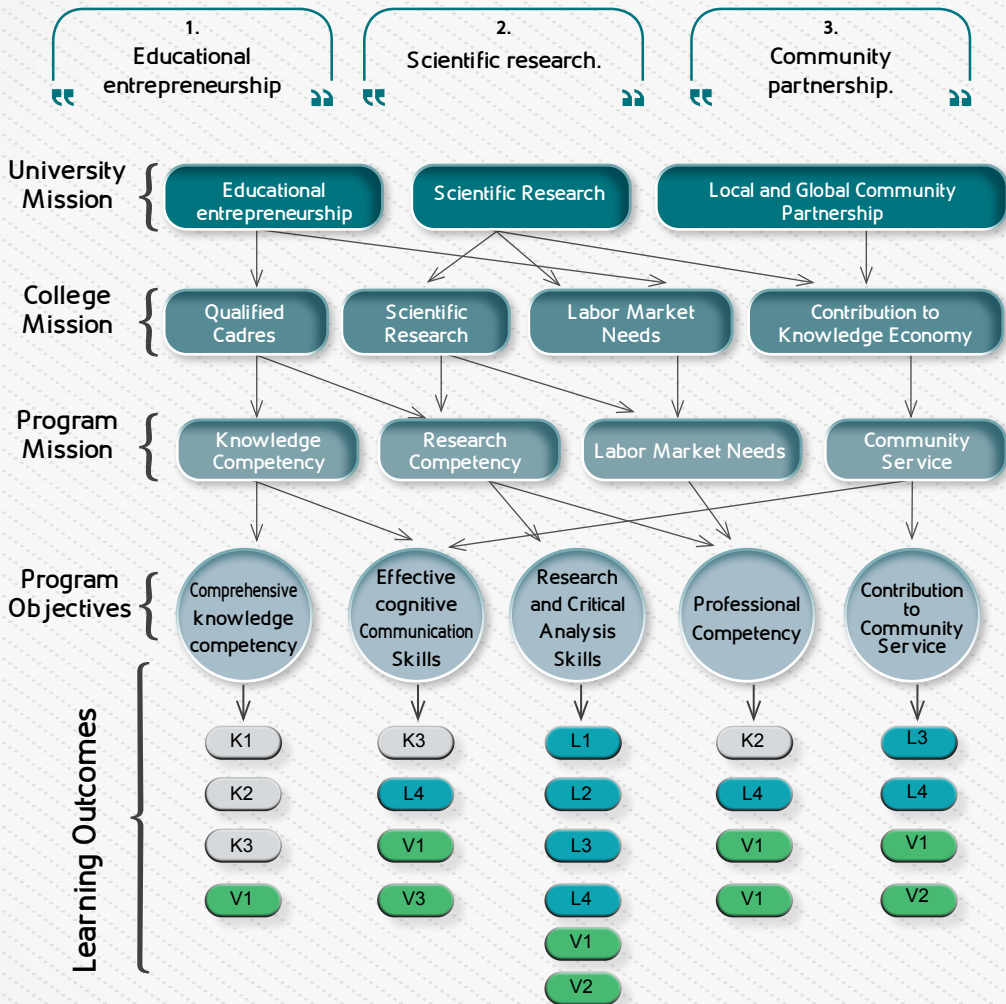 1.
Educational
entrepreneurship
2.
Scientific research.
3.
Community
partnership.
University
Mission
Educational
entrepreneurship
Scientific Research
Local and Global Community
Partnership
College
Mission
Qualified
Cadres
Scientific
Research
Labor Market
Needs
Contribution to
Knowledge Economy
Program
Mission
Knowledge
Competency
Research
Competency
Labor Market Needs
Community
Service
Program
Objectives
Comprehensive
knowledge
competency
Effective
cognitive
Communication
Skills
Research
and Critical
Analysis
Skills
Professional
Competency
Contribution
to
Community
Service
Learning Outcomes
K1
K3
L1
K2
L3
K2
L4
L2
L4
L4
K3
V1
L3
V1
V1
V1
V3
L4
V1
V2
V1
V2